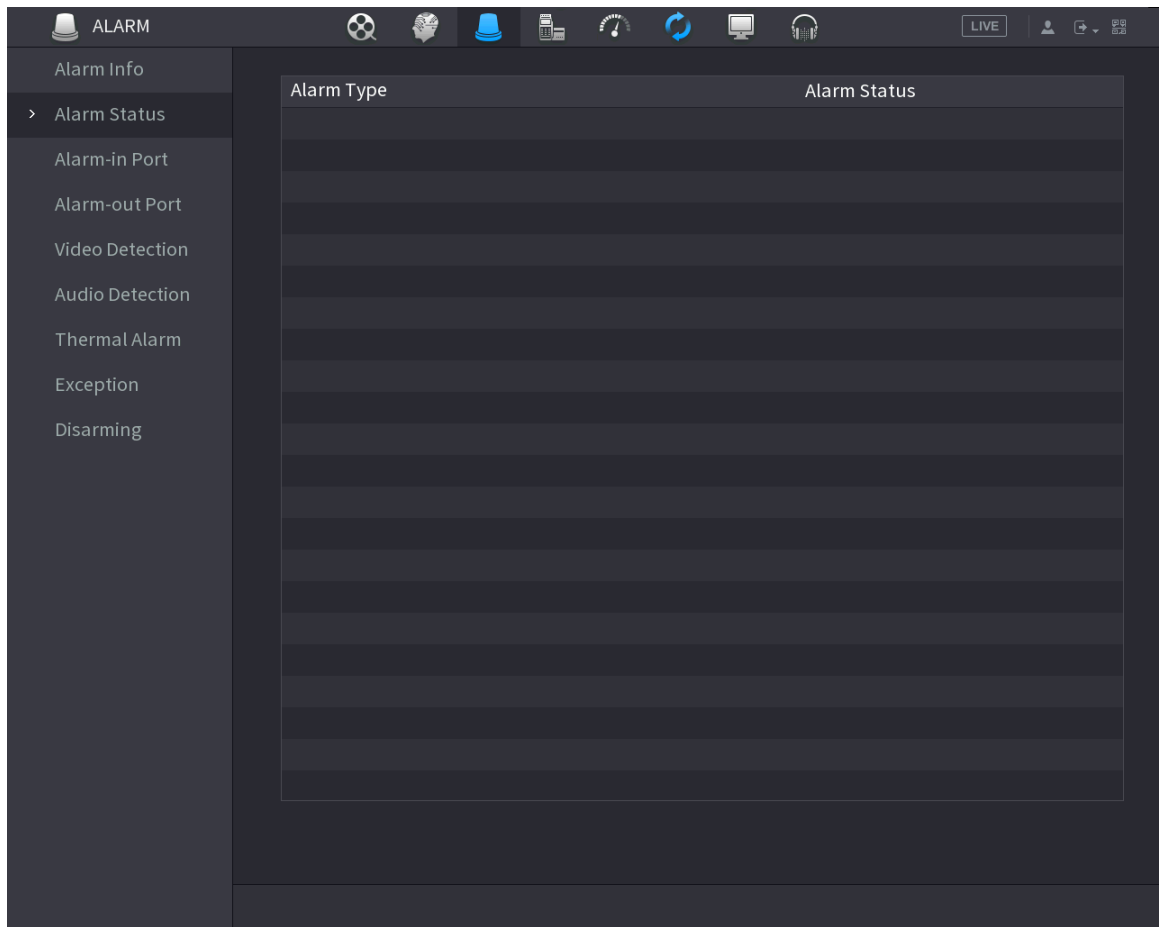 ALARM
LIVE
Alarm Info
Alarm Status
Alarm-in Port
Alarm-out Port
Video Detection
Audio Detection
Thermal Alarm
Exception
Disarming
Alarm Type
Alarm Status